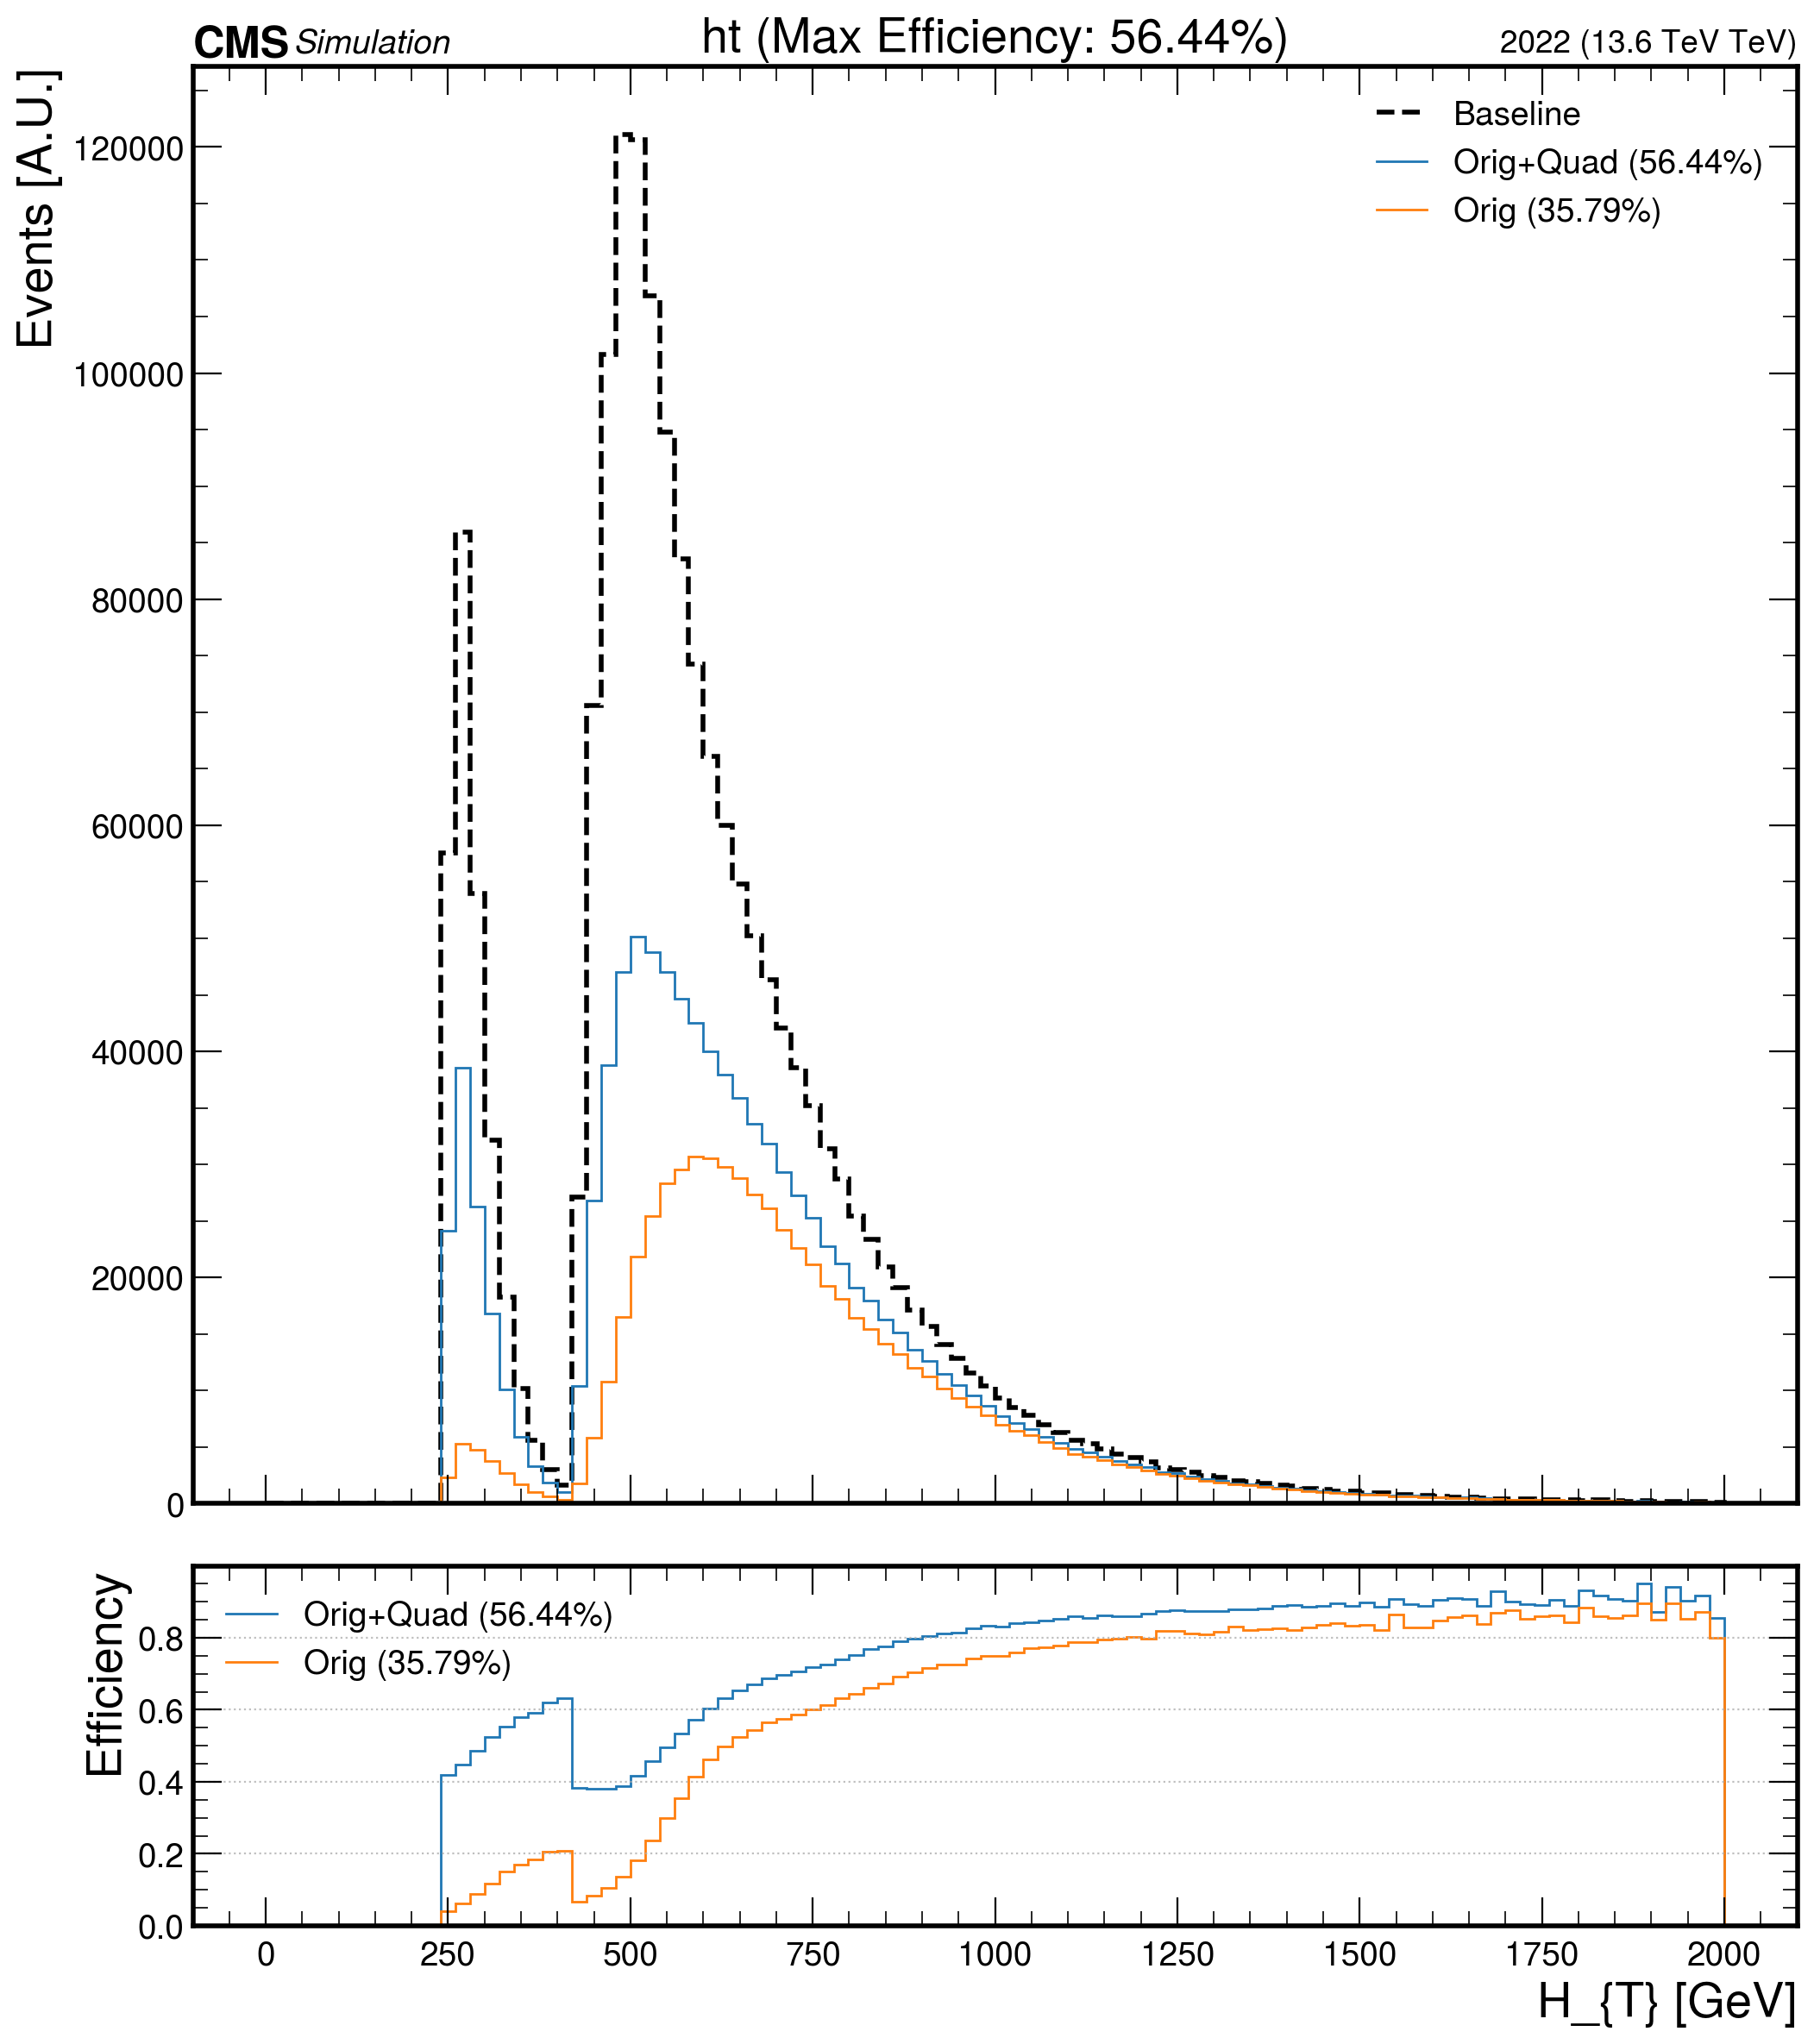 CMS Simulation
ht (Max Efficiency: 56.44%)
2022 (13.6 TeV TeV)
Events [A.U.]
120000
100000
80000
60000
40000
20000
0
Baseline
Orig+Quad (56.44%)
Orig (35.79%)
Efficiency
0.8
0.6
0.4
0.2
0.0
Orig+Quad (56.44%)
Orig (35.79%)
0 250 500 750 1000 1250 1500 1750 2000
H_{T} [GeV]